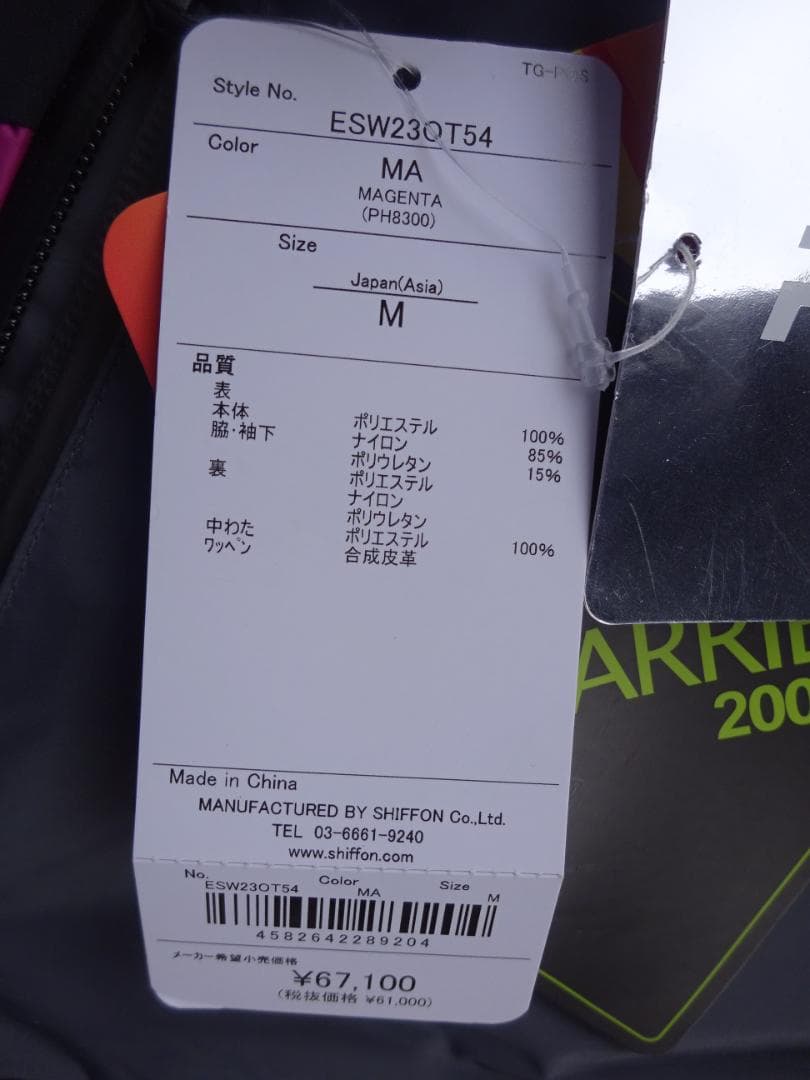 Style No.
ESW23OT54
Color
MA
MAGENTA
(PH8300)
Size
Japan(Asia)
M
品質
表
本体 ポリエステル 100%
脇・袖下 ナイロン 85%
ポリウレタン 15%
裏 ポリエステル
ナイロン
ポリウレタン
中わた ポリエステル 100%
ワッペン 合成皮革
Made in China
MANUFACTURED BY SHIFFON Co.,Ltd.
TEL 03-6661-9240
www.shiffon.com
No. Color Size
ESW23OT54 MA M
4582642289204
メーカー希望小売価格
¥67,100
(税抜価格 ¥61,000)
200